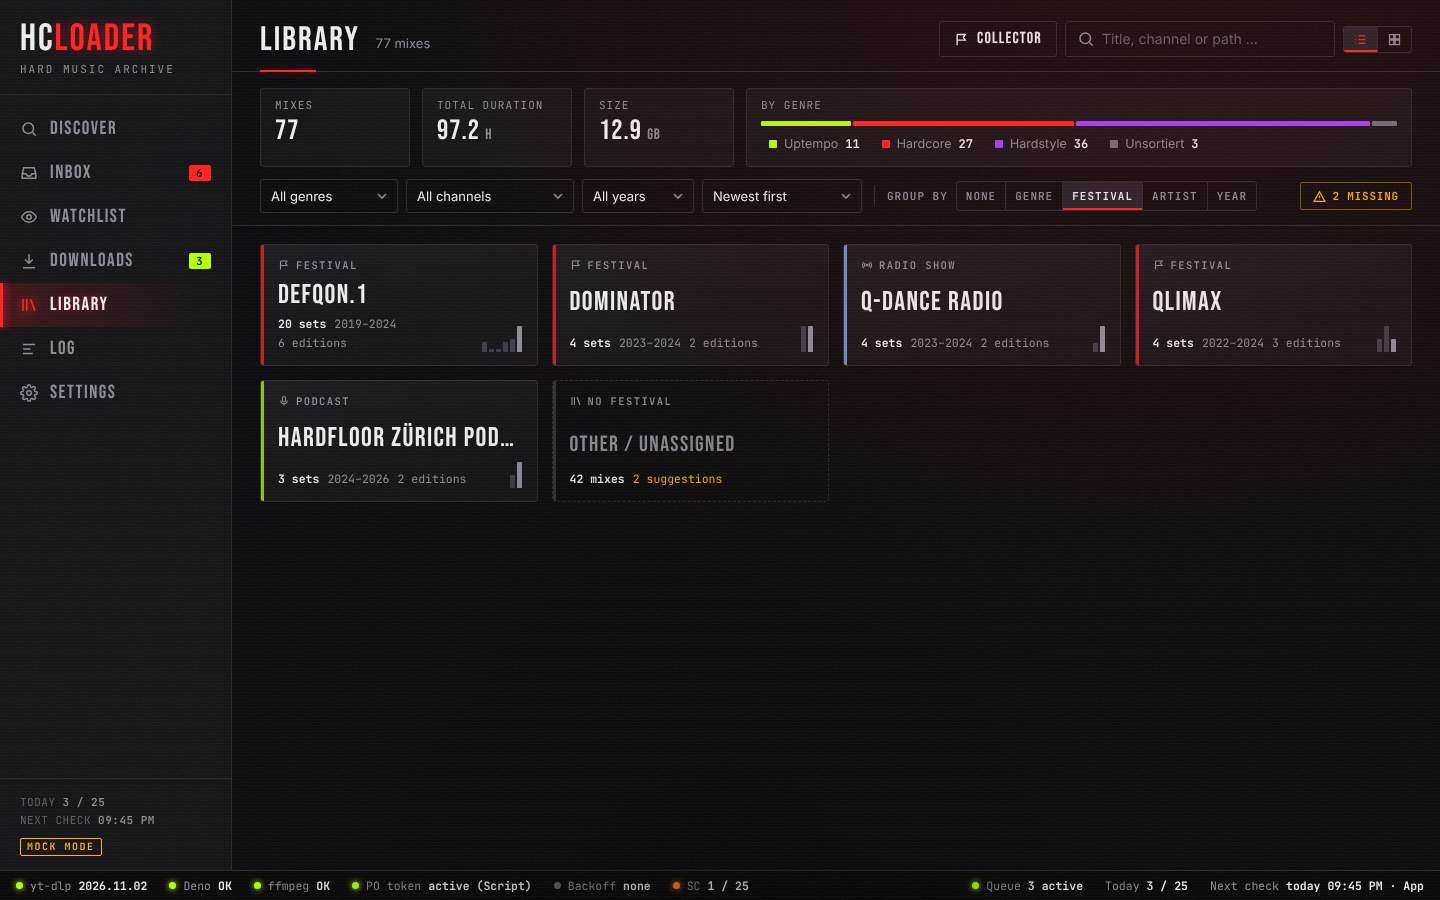 HCLOADER
HARD MUSIC ARCHIVE
DISCOVER
INBOX 6
WATCHLIST
DOWNLOADS 3
LIBRARY
LOG
SETTINGS
TODAY 3 / 25
NEXT CHECK 09:45 PM
MOCK MODE
LIBRARY 77 mixes
COLLECTOR
Title, channel or path ...
MIXES
77
TOTAL DURATION
97.2 H
SIZE
12.9 GB
BY GENRE
Uptempo 11 Hardcore 27 Hardstyle 36 Unsortiert 3
All genres All channels All years Newest first GROUP BY NONE GENRE FESTIVAL ARTIST YEAR 2 MISSING
FESTIVAL
DEFQON.1
20 sets 2019–2024
6 editions
FESTIVAL
DOMINATOR
4 sets 2023–2024 2 editions
RADIO SHOW
Q-DANCE RADIO
4 sets 2023–2024 2 editions
FESTIVAL
QLIMAX
4 sets 2022–2024 3 editions
PODCAST
HARDFLOOR ZÜRICH POD…
3 sets 2024–2026 2 editions
NO FESTIVAL
OTHER / UNASSIGNED
42 mixes 2 suggestions
yt-dlp 2026.11.02 Deno OK ffmpeg OK PO token active (Script) Backoff none SC 1 / 25 Queue 3 active Today 3 / 25 Next check today 09:45 PM · App